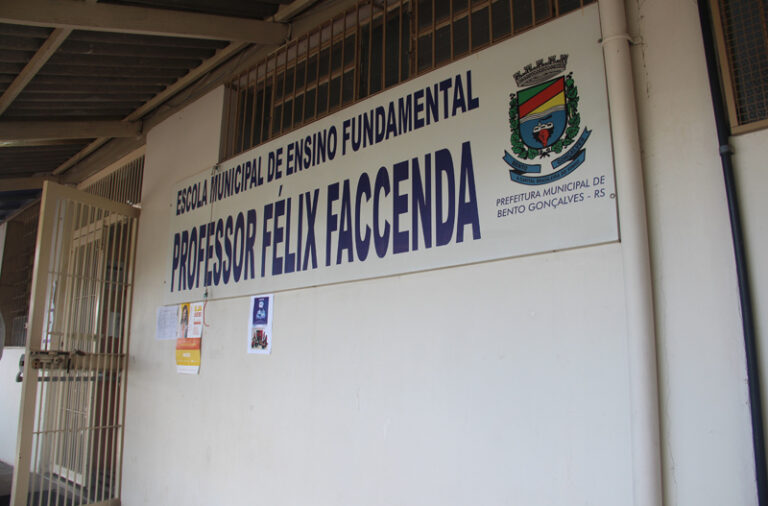 ESCOLA MUNICIPAL DE ENSINO FUNDAMENTAL
PROFESSOR FÉLIX FACCENDA
PREFEITURA MUNICIPAL DE
BENTO GONÇALVES - RS